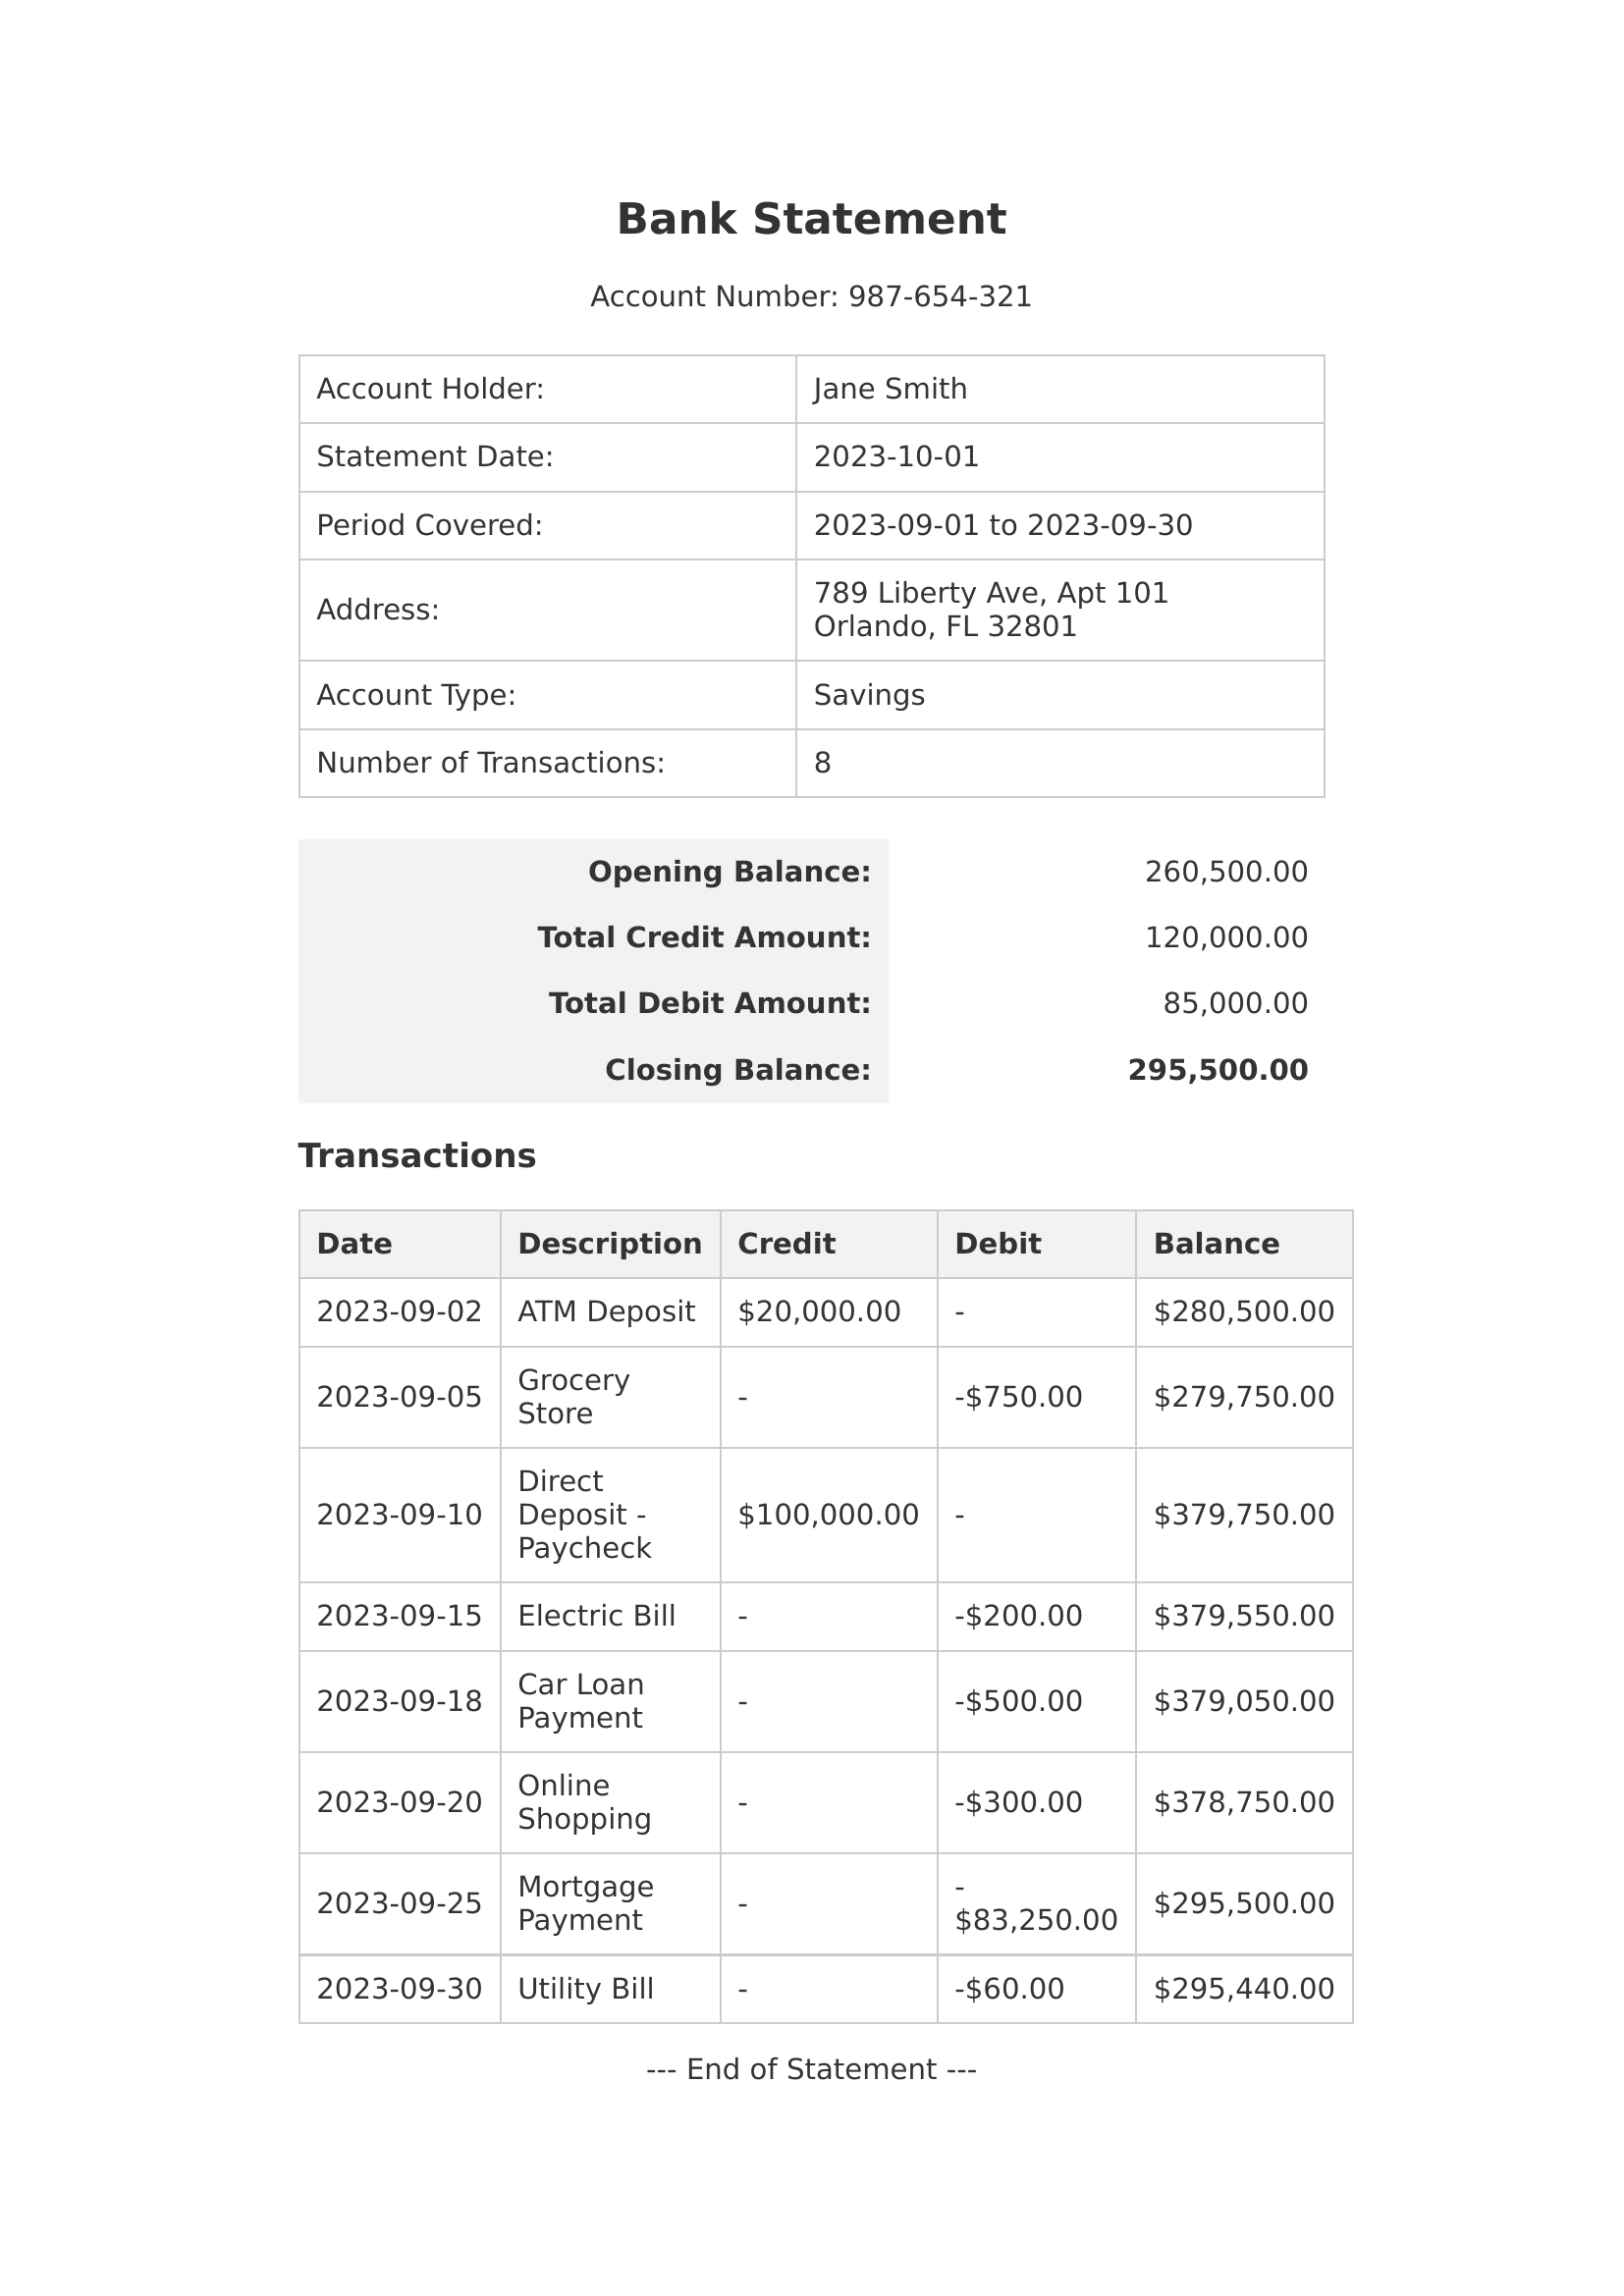 Bank Statement
Account Number: 987-654-321
Account Holder: Jane Smith
Statement Date: 2023-10-01
Period Covered: 2023-09-01 to 2023-09-30
Address: 789 Liberty Ave, Apt 101
Orlando, FL 32801
Account Type: Savings
Number of Transactions: 8
Opening Balance: 260,500.00
Total Credit Amount: 120,000.00
Total Debit Amount: 85,000.00
Closing Balance: 295,500.00
Transactions
Date Description Credit Debit Balance
2023-09-02 ATM Deposit $20,000.00 - $280,500.00
2023-09-05 Grocery
Store - -$750.00 $279,750.00
2023-09-10 Direct
Deposit -
Paycheck $100,000.00 - $379,750.00
2023-09-15 Electric Bill - -$200.00 $379,550.00
2023-09-18 Car Loan
Payment - -$500.00 $379,050.00
2023-09-20 Online
Shopping - -$300.00 $378,750.00
2023-09-25 Mortgage
Payment - -
$83,250.00 $295,500.00
2023-09-30 Utility Bill - -$60.00 $295,440.00
--- End of Statement ---